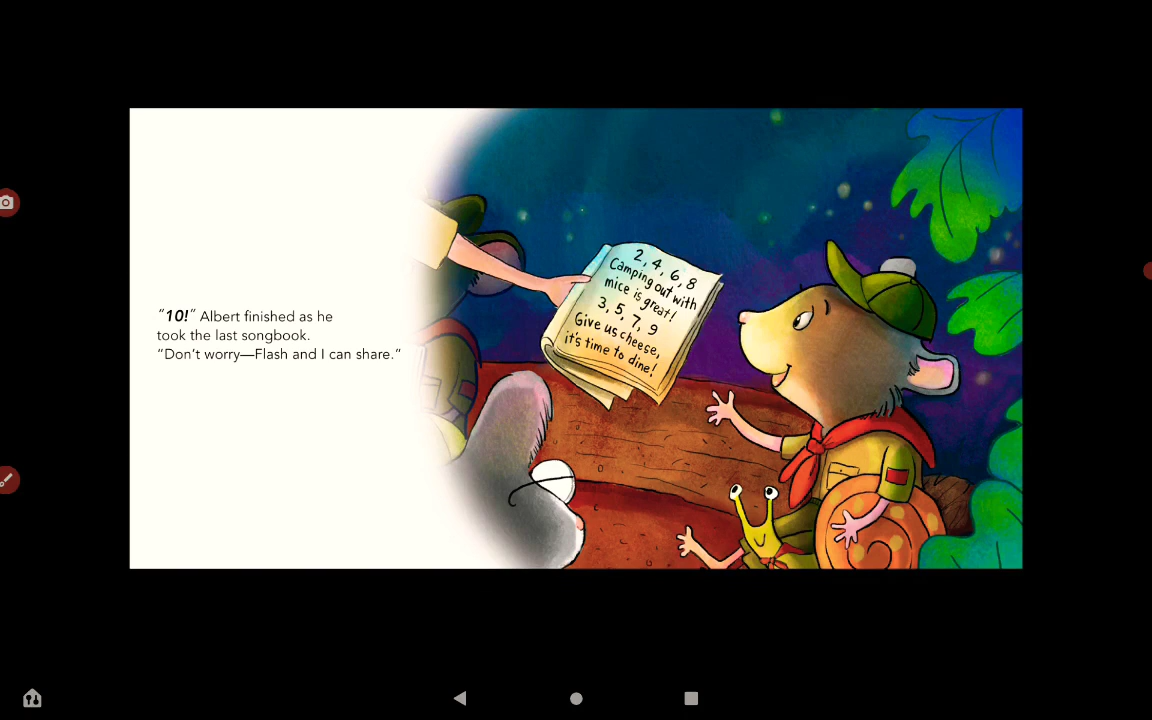 "10!" Albert finished as he
took the last songbook.
"Don't worry—Flash and I can share."
2, 4, 6, 8
Camping out with
mice is great!
3, 5, 7, 9
Give us cheese,
it's time to dine!